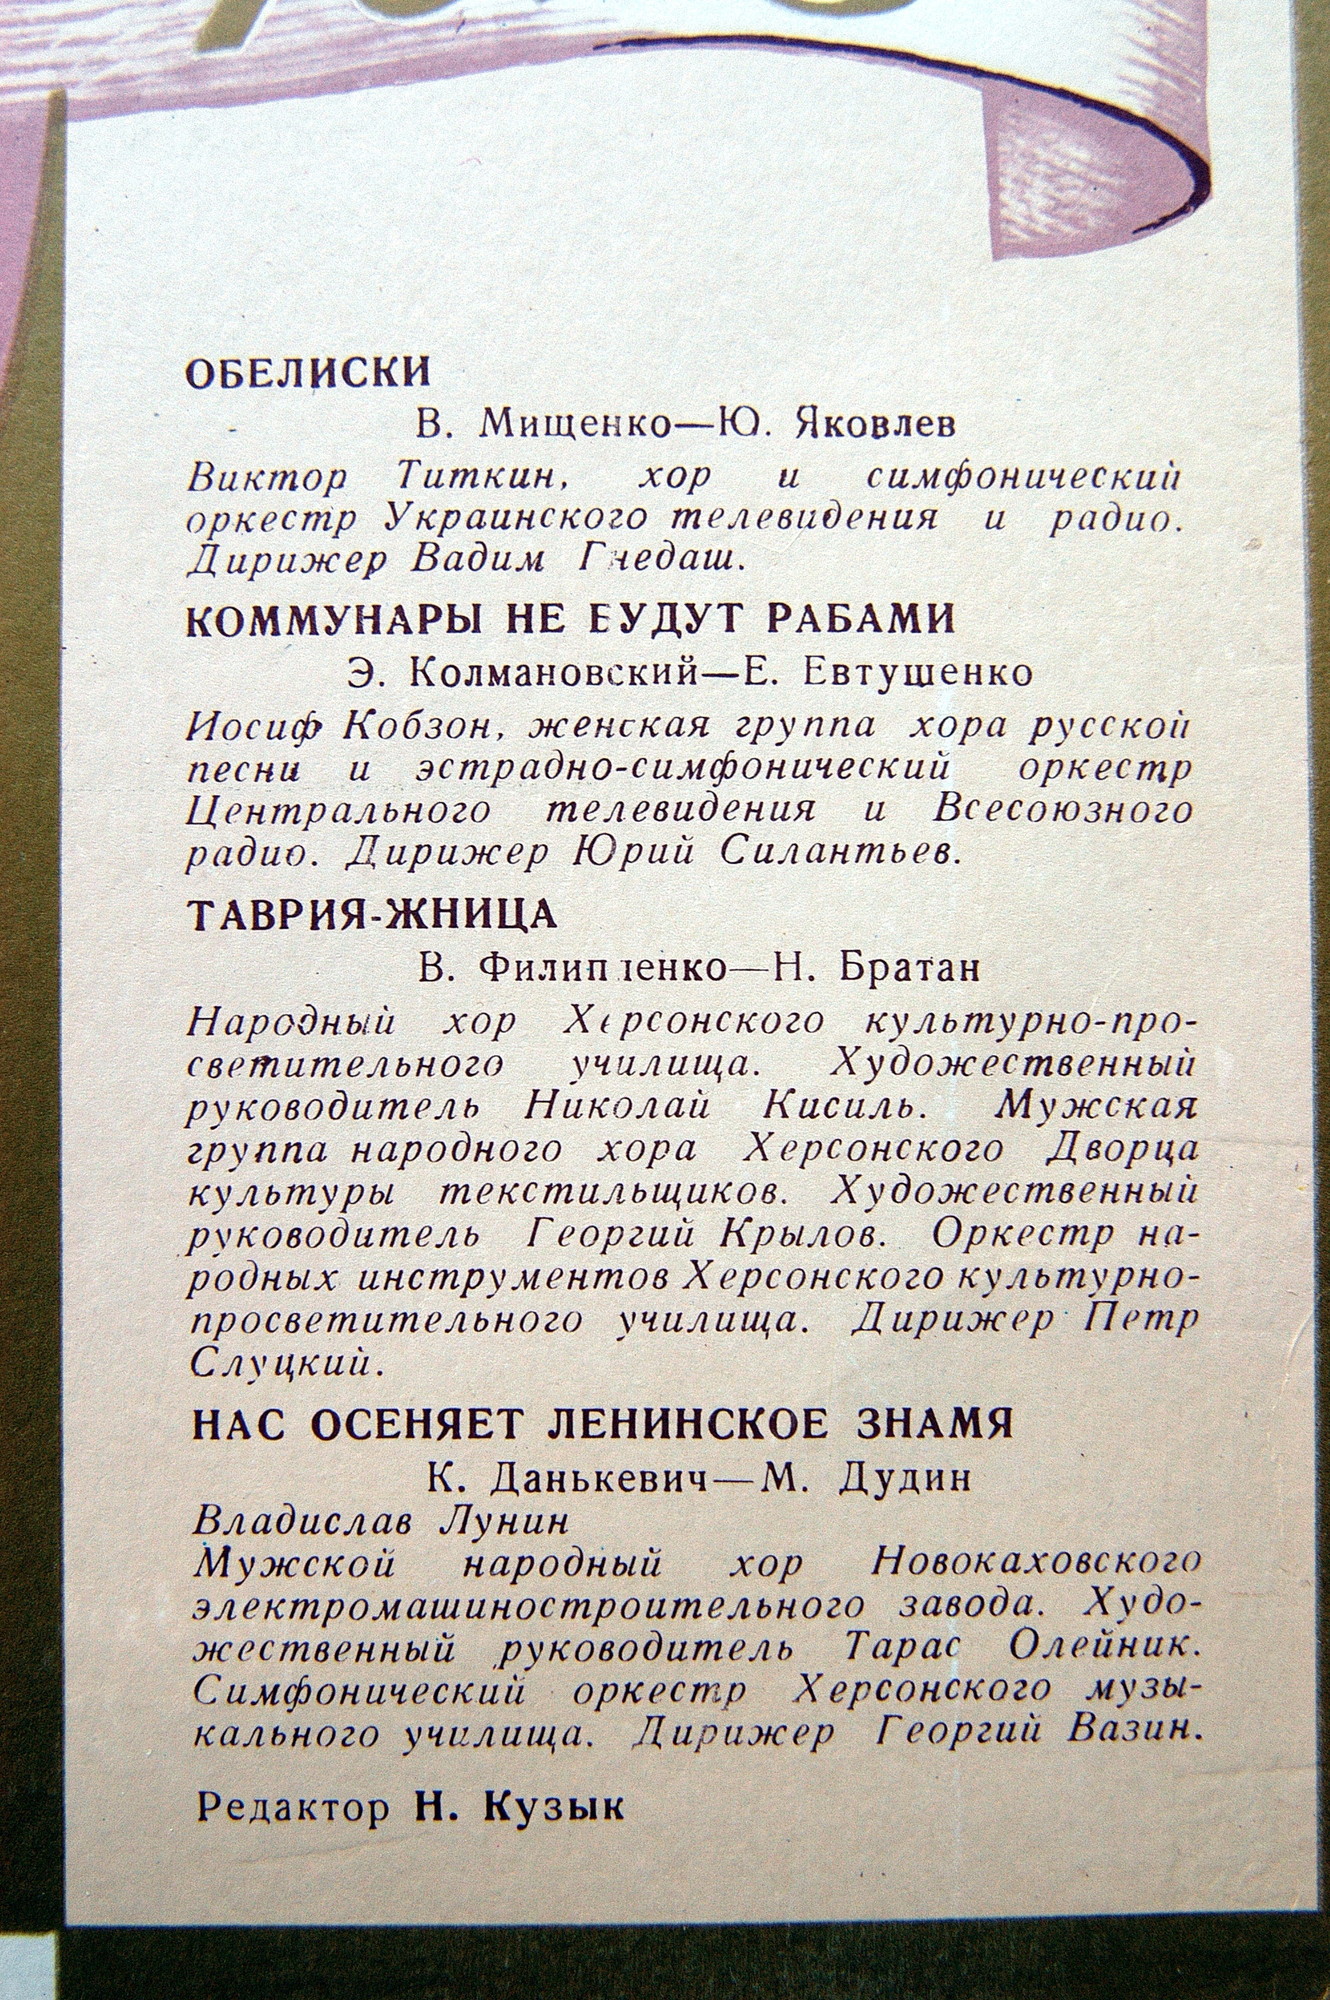 ОБЕЛИСКИ
В. Мищенко—Ю. Яковлев
Виктор Титкин, хор и симфонический
оркестр Украинского телевидения и радио.
Дирижер Вадим Гнедаш.
КОММУНАРЫ НЕ БУДУТ РАБАМИ
Э. Колмановский—Е. Евтушенко
Иосиф Кобзон, женская группа хора русской
песни и эстрадно-симфонический оркестр
Центрального телевидения и Всесоюзного
радио. Дирижер Юрий Силантьев.
ТАВРИЯ-ЖНИЦА
В. Филиппенко—Н. Братан
Народный хор Херсонского культурно-про-
светительного училища. Художественный
руководитель Николай Кисиль. Мужская
группа народного хора Херсонского Дворца
культуры текстильщиков. Художественный
руководитель Георгий Крылов. Оркестр на-
родных инструментов Херсонского культурно-
просветительного училища. Дирижер Петр
Слуцкий.
НАС ОСЕНЯЕТ ЛЕНИНСКОЕ ЗНАМЯ
К. Данькевич—М. Дудин
Владислав Лунин
Мужской народный хор Новокаховского
электромашиностроительного завода. Худо-
жественный руководитель Тарас Олейник.
Симфонический оркестр Херсонского музы-
кального училища. Дирижер Георгий Вазин.
Редактор Н. Кузык